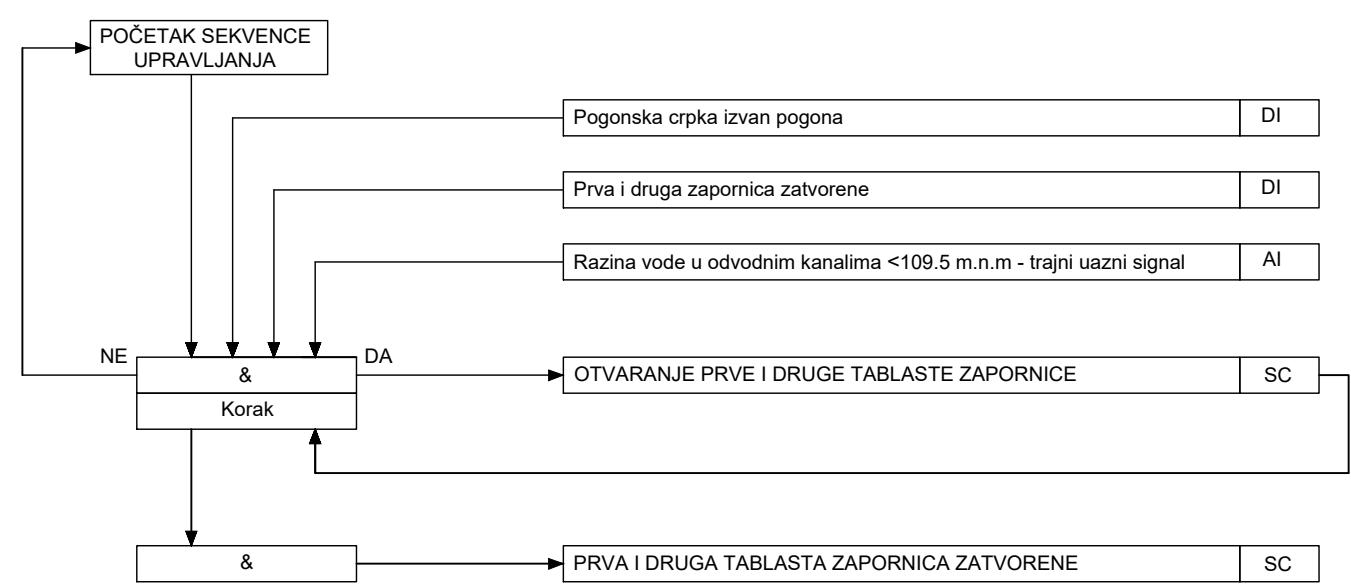 POČETAK SEKVENCE
UPRAVLJANJA
Pogonska crpka izvan pogona DI
Prva i druga zapornica zatvorene DI
Razina vode u odvodnim kanalima <109.5 m.n.m - trajni uazni signal AI
NE
DA
& OTVARANJE PRVE I DRUGE TABLASTE ZAPORNICE SC
Korak
& PRVA I DRUGA TABLASTA ZAPORNICA ZATVORENE SC